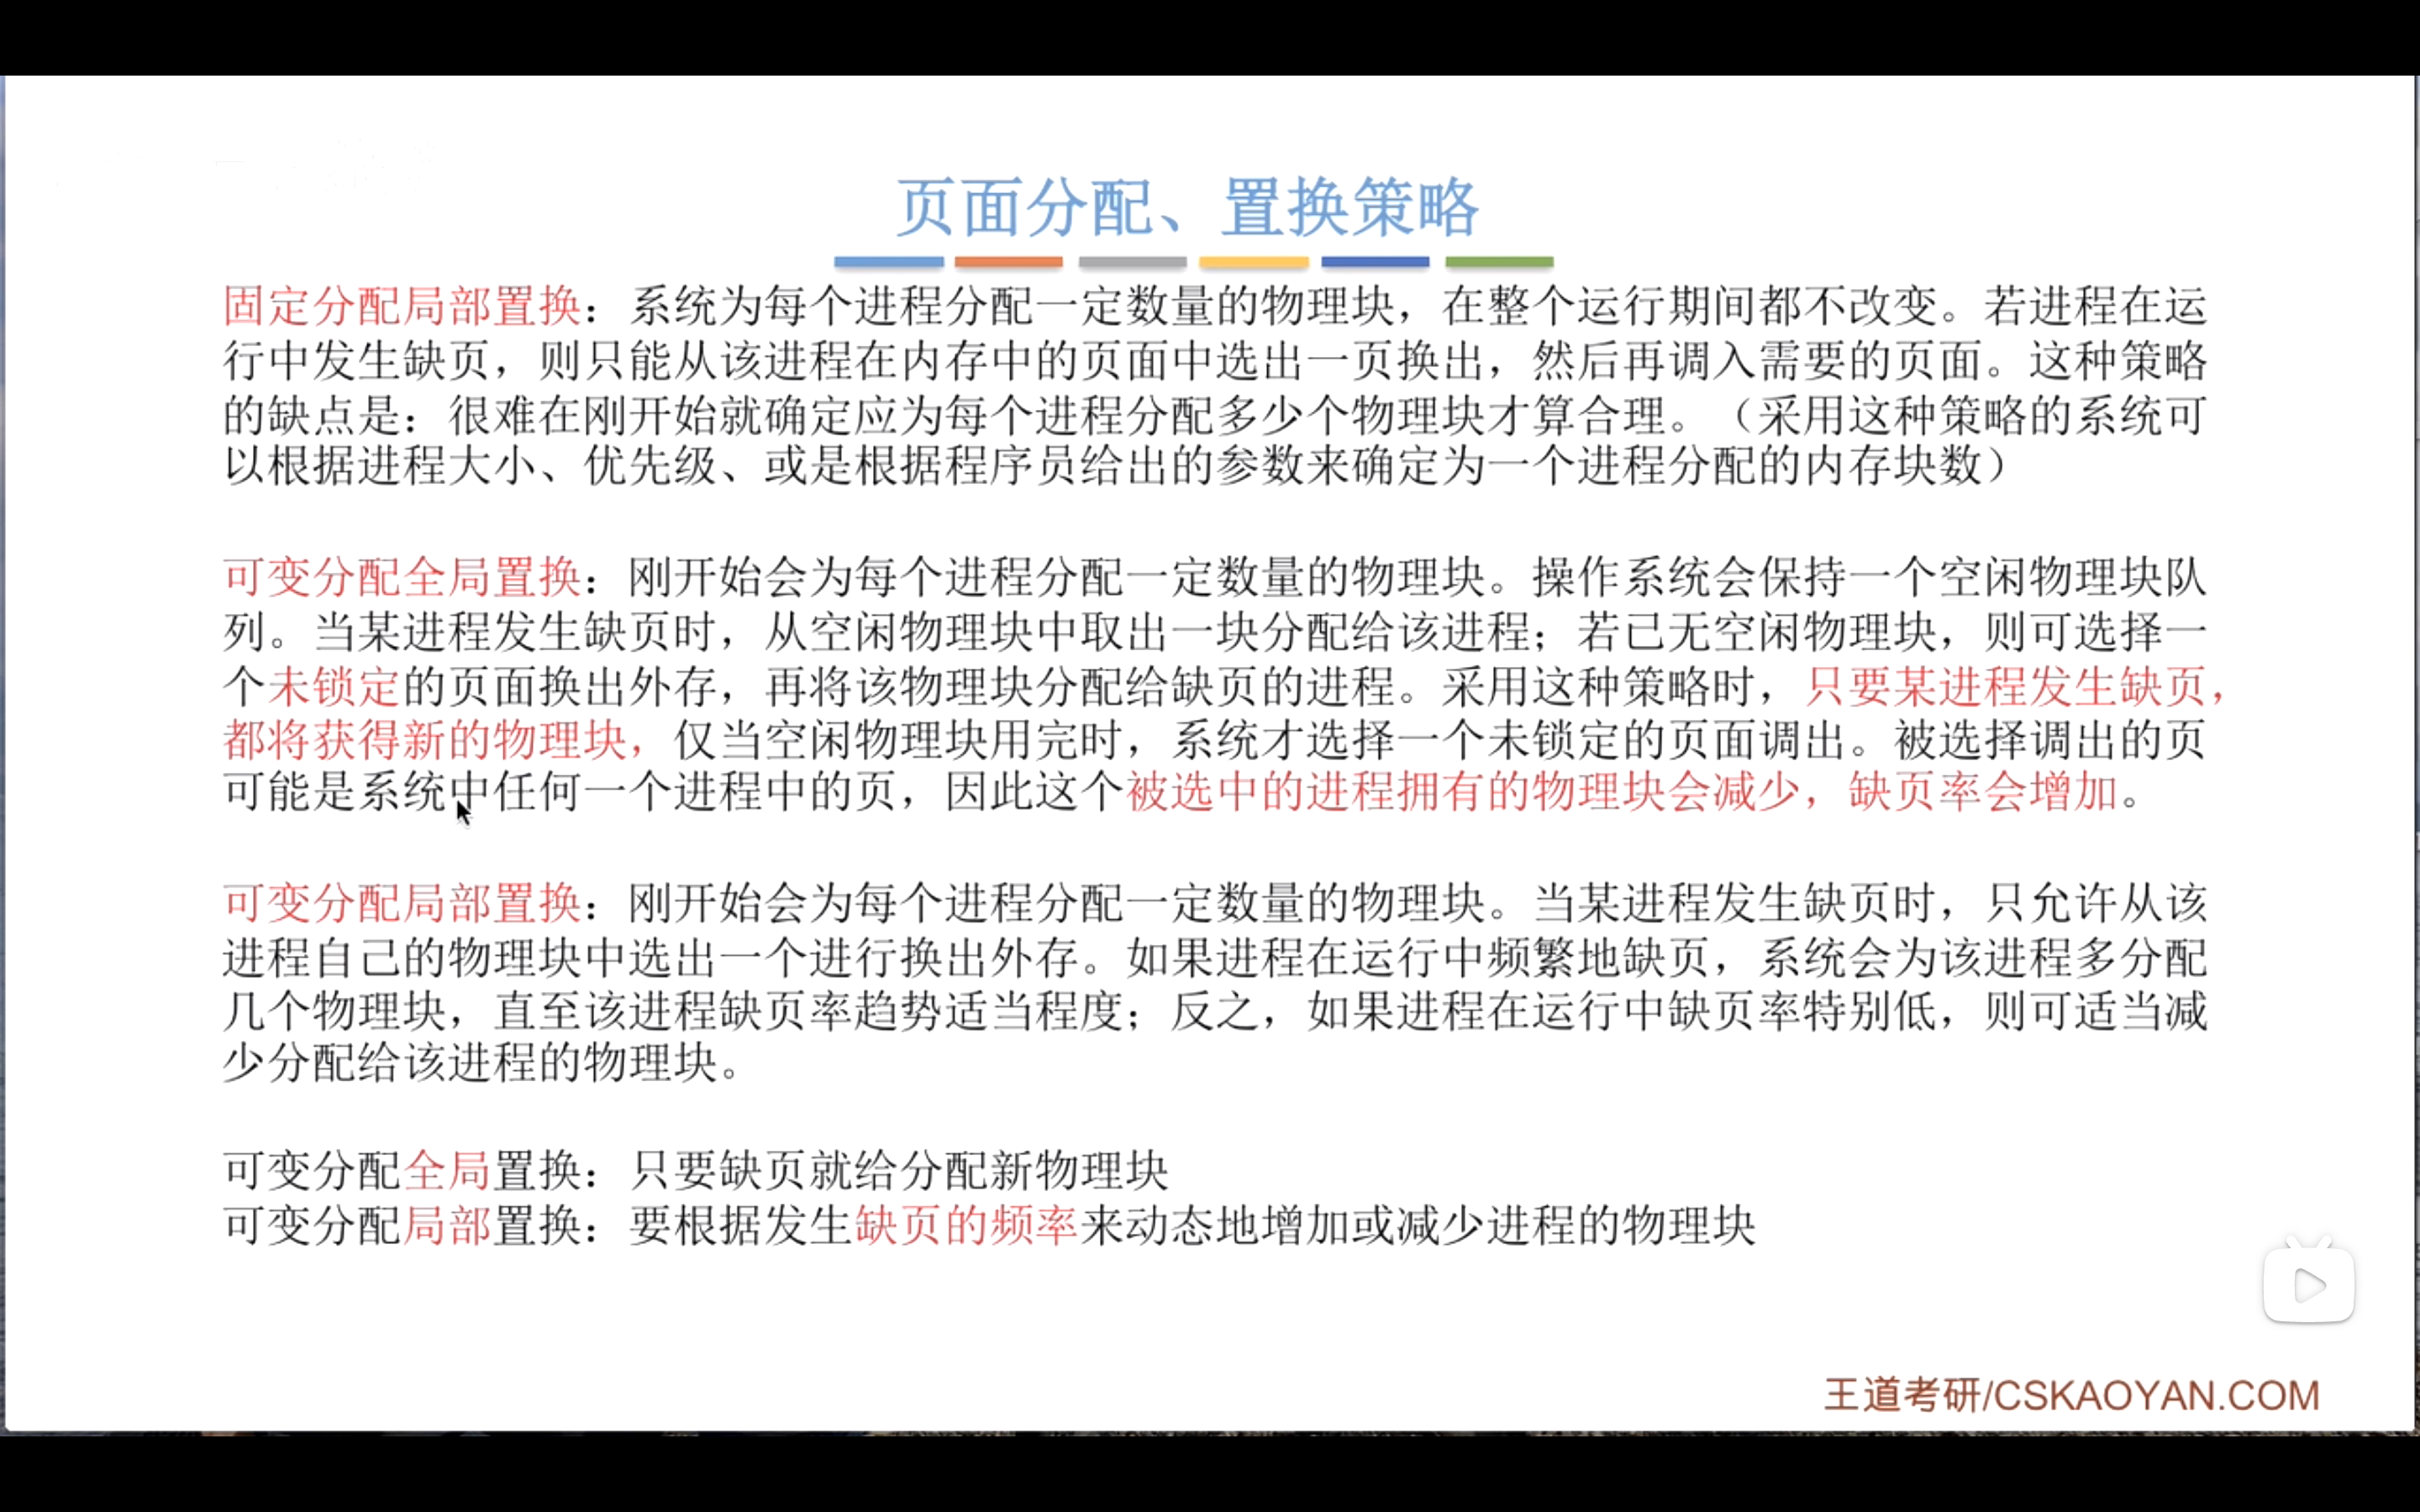 页面分配、置换策略
固定分配局部置换：系统为每个进程分配一定数量的物理块，在整个运行期间都不改变。若进程在运
行中发生缺页，则只能从该进程在内存中的页面中选出一页换出，然后再调入需要的页面。这种策略
的缺点是：很难在刚开始就确定应为每个进程分配多少个物理块才算合理。（采用这种策略的系统可
以根据进程大小、优先级、或是根据程序员给出的参数来确定为一个进程分配的内存块数）
可变分配全局置换：刚开始会为每个进程分配一定数量的物理块。操作系统会保持一个空闲物理块队
列。当某进程发生缺页时，从空闲物理块中取出一块分配给该进程；若已无空闲物理块，则可选择一
个未锁定的页面换出外存，再将该物理块分配给缺页的进程。采用这种策略时，只要某进程发生缺页，
都将获得新的物理块，仅当空闲物理块用完时，系统才选择一个未锁定的页面调出。被选择调出的页
可能是系统中任何一个进程中的页，因此这个被选中的进程拥有的物理块会减少，缺页率会增加。
可变分配局部置换：刚开始会为每个进程分配一定数量的物理块。当某进程发生缺页时，只允许从该
进程自己的物理块中选出一个进行换出外存。如果进程在运行中频繁地缺页，系统会为该进程多分配
几个物理块，直至该进程缺页率趋势适当程度；反之，如果进程在运行中缺页率特别低，则可适当减
少分配给该进程的物理块。
可变分配全局置换：只要缺页就给分配新物理块
可变分配局部置换：要根据发生缺页的频率来动态地增加或减少进程的物理块
王道考研/CSKAOYAN.COM